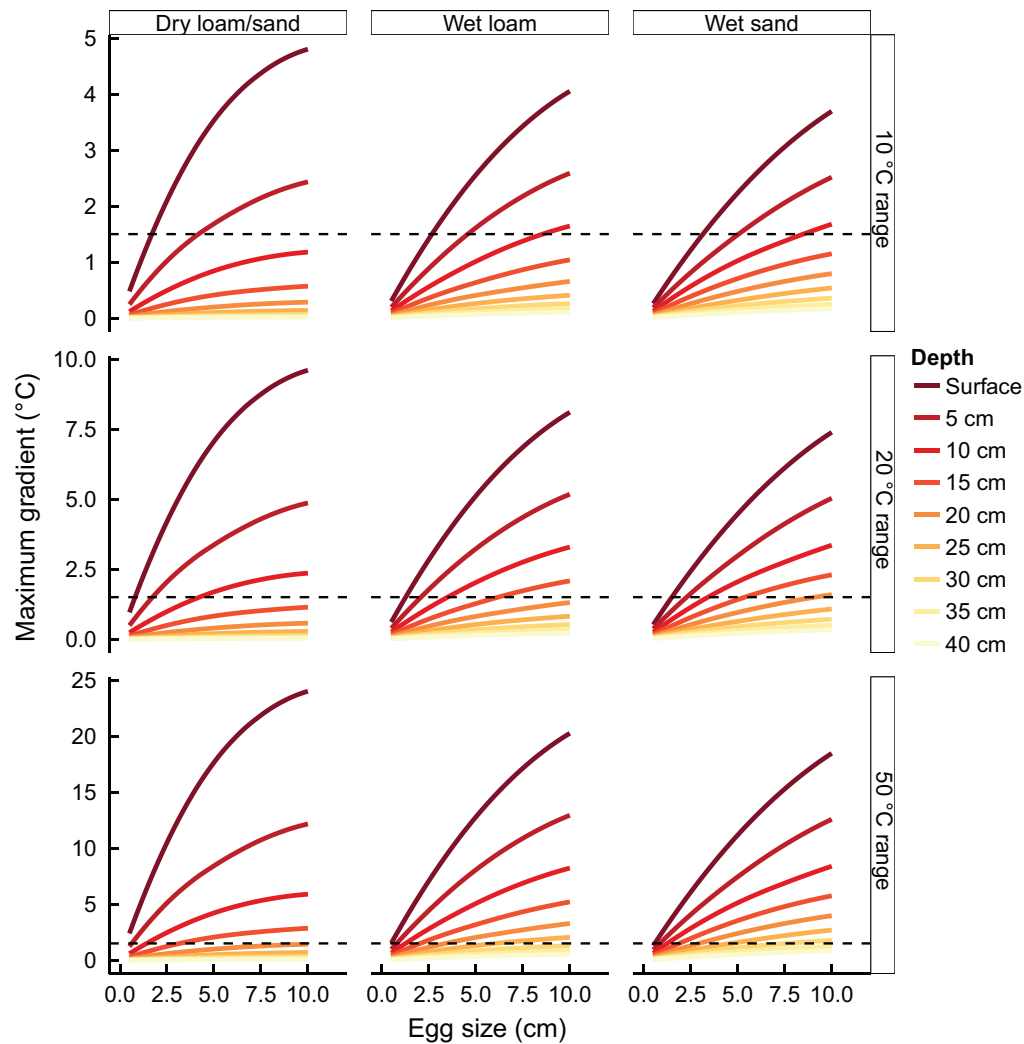 Dry loam/sand
Wet loam
Wet sand
5
4
3
2
1
0
10 °C range
10.0
7.5
5.0
2.5
0.0
20 °C range
25
20
15
10
5
0
50 °C range
Maximum gradient (°C)
0.0 2.5 5.0 7.5 10.0
0.0 2.5 5.0 7.5 10.0
0.0 2.5 5.0 7.5 10.0
Egg size (cm)
Depth
Surface
5 cm
10 cm
15 cm
20 cm
25 cm
30 cm
35 cm
40 cm